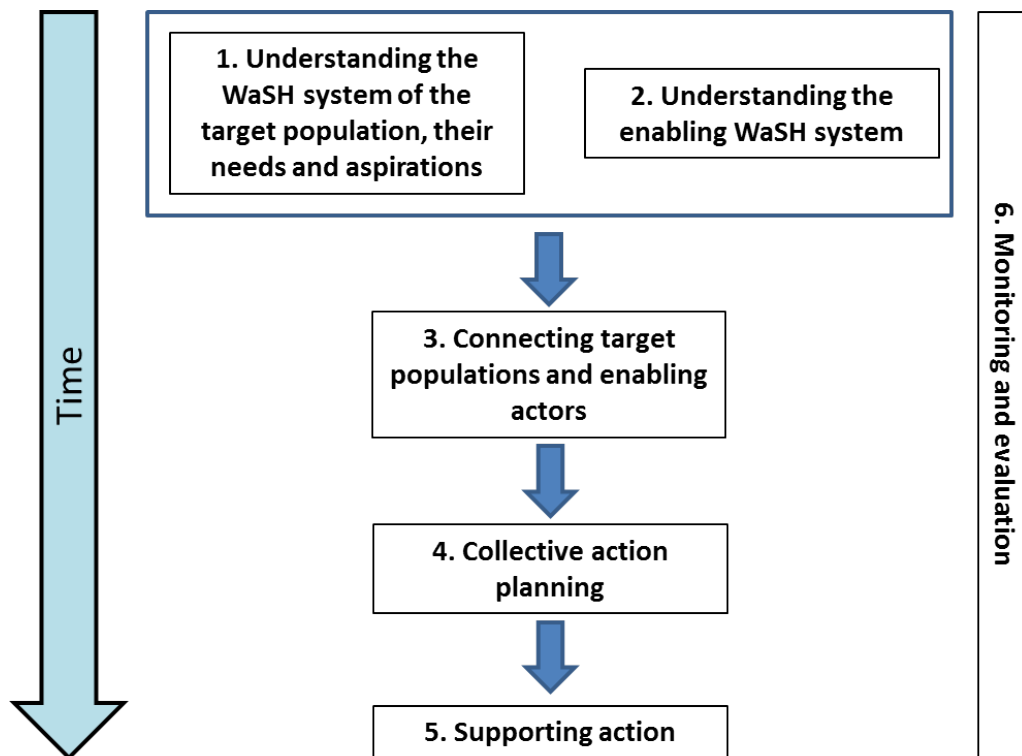 1. Understanding the
WaSH system of the
target population, their
needs and aspirations
2. Understanding the
enabling WaSH system
3. Connecting target
populations and enabling
actors
4. Collective action
planning
5. Supporting action
6. Monitoring and evaluation
Time